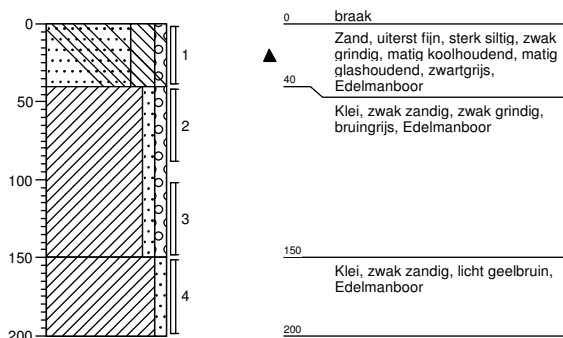 0
50
100
150
200
1
2
3
4
0
braak
Zand, uiterst fijn, sterk siltig, zwak
grindig, matig koolhoudend, matig
glashoudend, zwartgrijs,
Edelmanboor
40
Klei, zwak zandig, zwak grindig,
bruingrijs, Edelmanboor
150
Klei, zwak zandig, licht geelbruin,
Edelmanboor
200